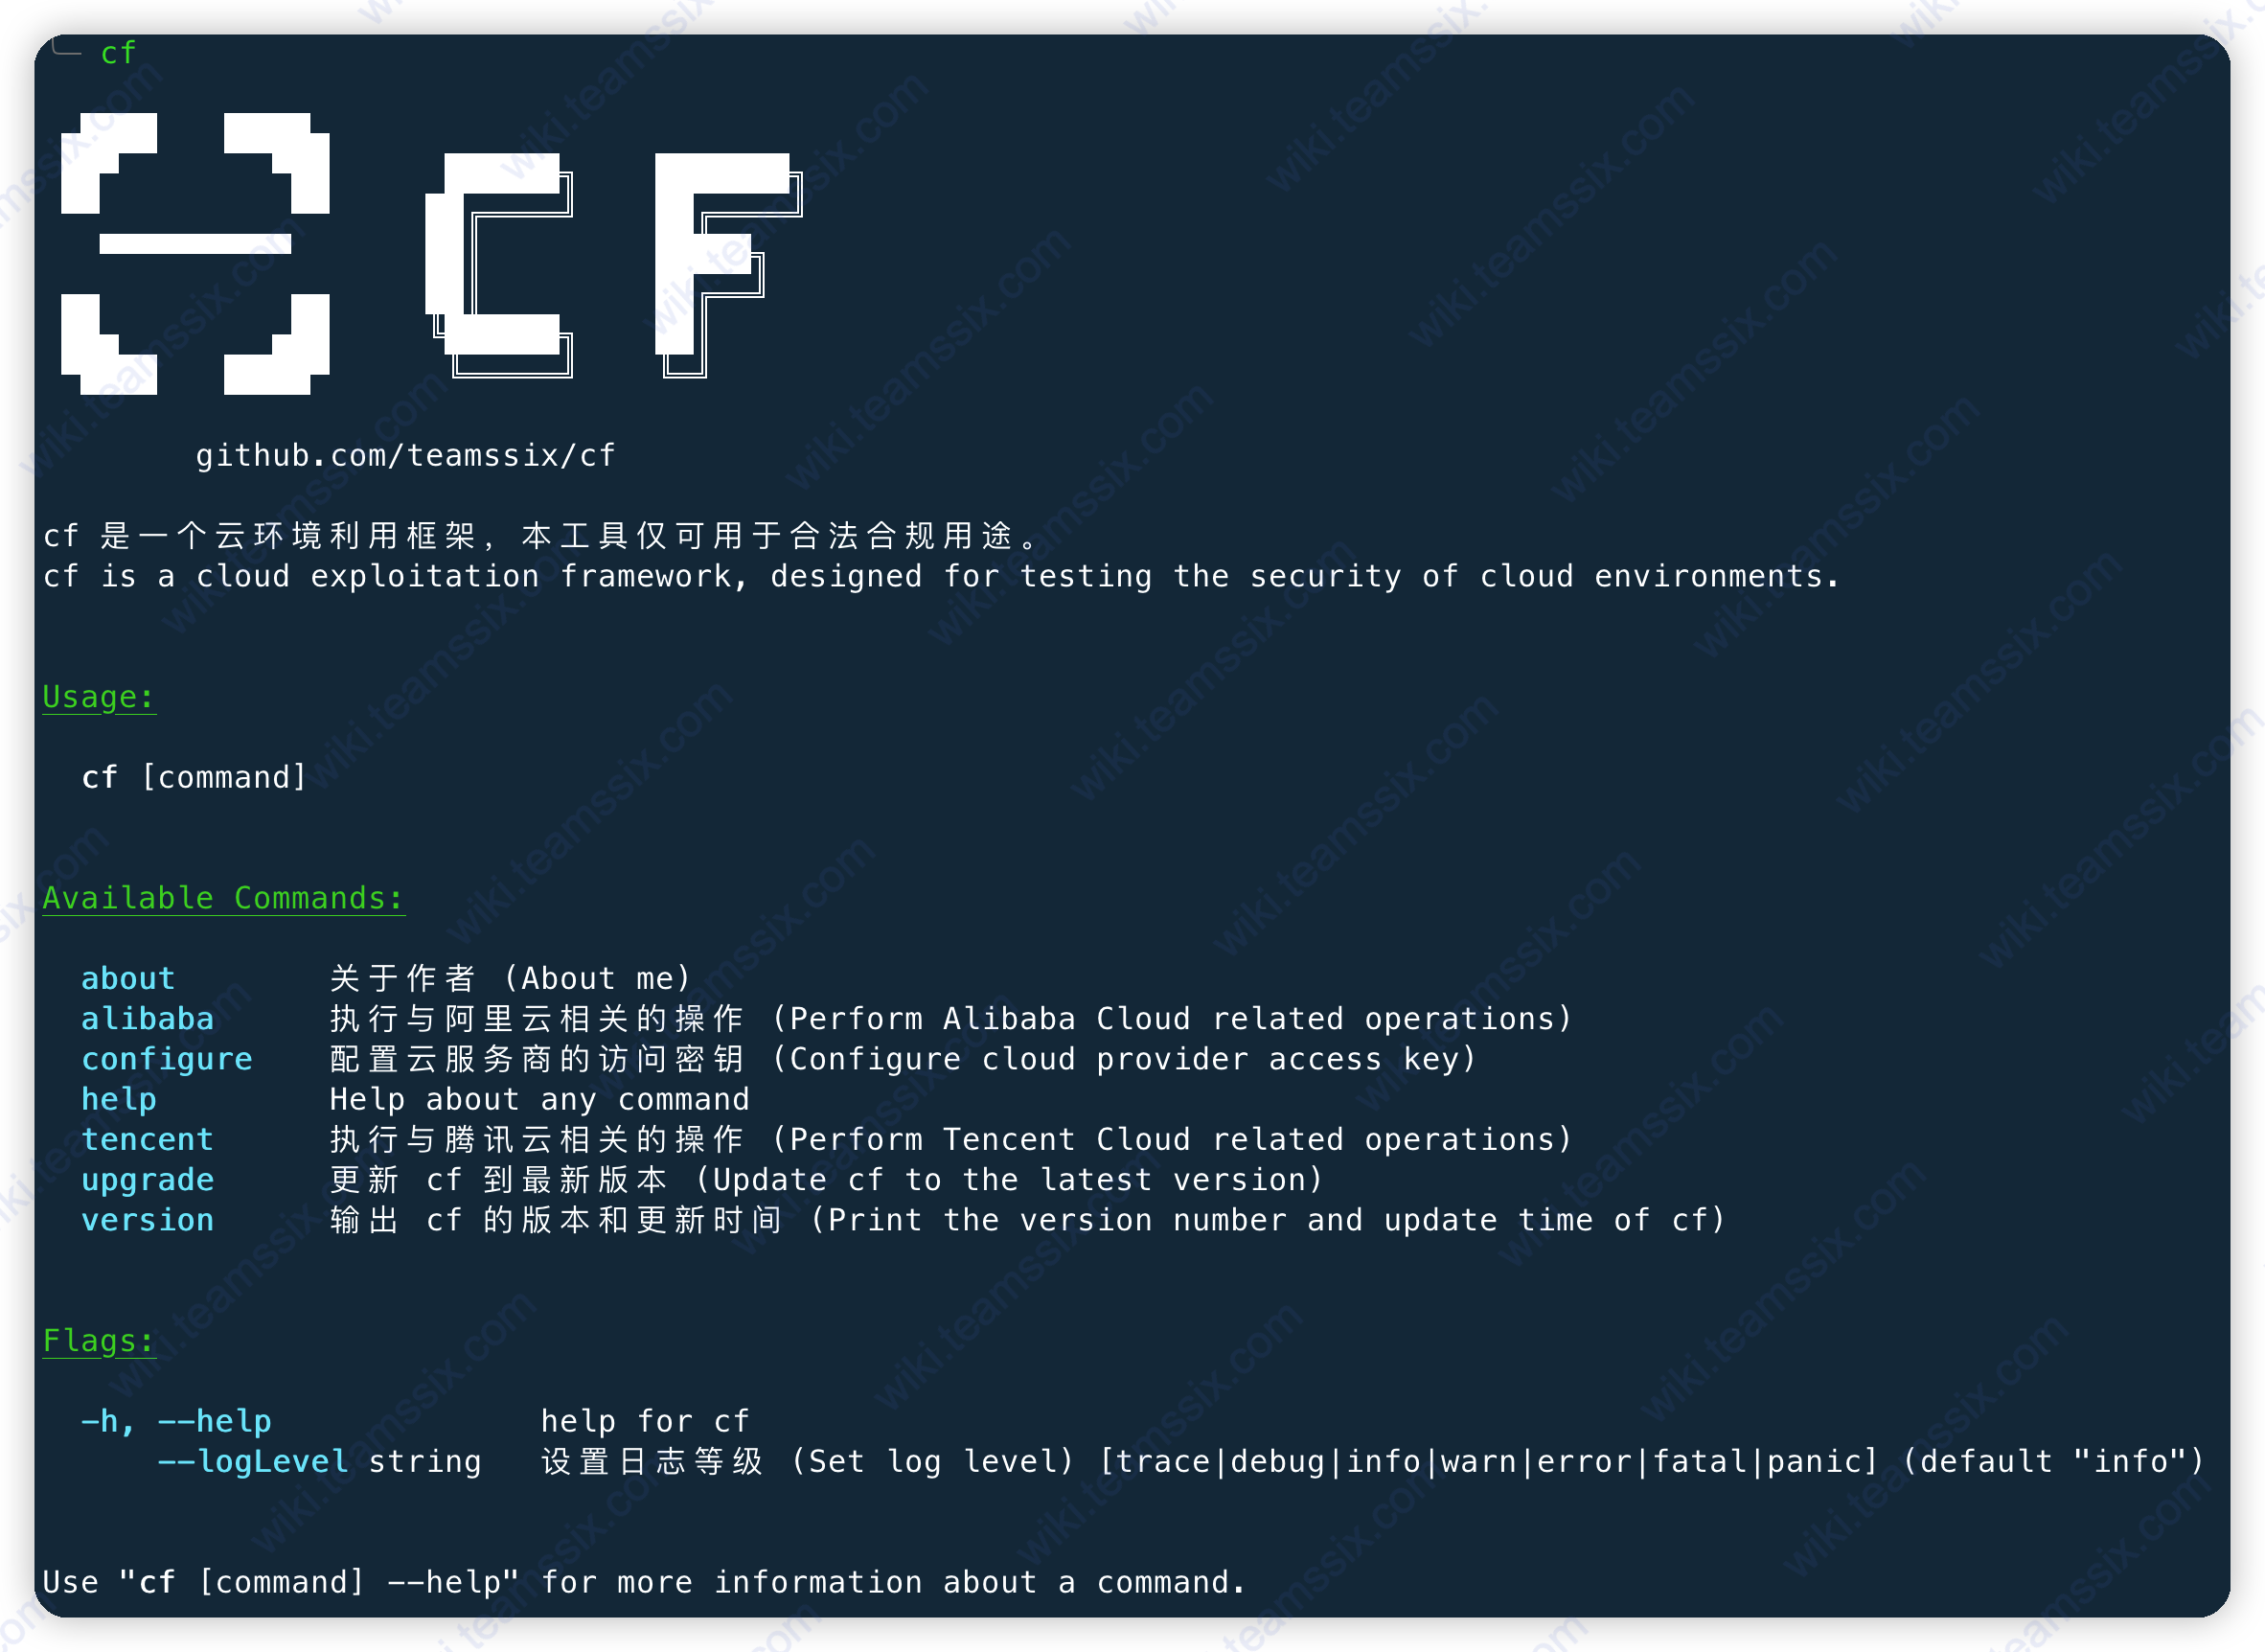 cf
CF
github.com/teamssix/cf
cf 是一个云环境利用框架，本工具仅可用于合法合规用途。
cf is a cloud exploitation framework, designed for testing the security of cloud environments.
Usage:
cf [command]
Available Commands:
about 关于作者 (About me)
alibaba 执行与阿里云相关的操作 (Perform Alibaba Cloud related operations)
configure 配置云服务商的访问密钥 (Configure cloud provider access key)
help Help about any command
tencent 执行与腾讯云相关的操作 (Perform Tencent Cloud related operations)
upgrade 更新 cf 到最新版本 (Update cf to the latest version)
version 输出 cf 的版本和更新时间 (Print the version number and update time of cf)
Flags:
-h, --help help for cf
--logLevel string 设置日志等级 (Set log level) [trace|debug|info|warn|error|fatal|panic] (default "info")
Use "cf [command] --help" for more information about a command.
wiki.teamssix.com